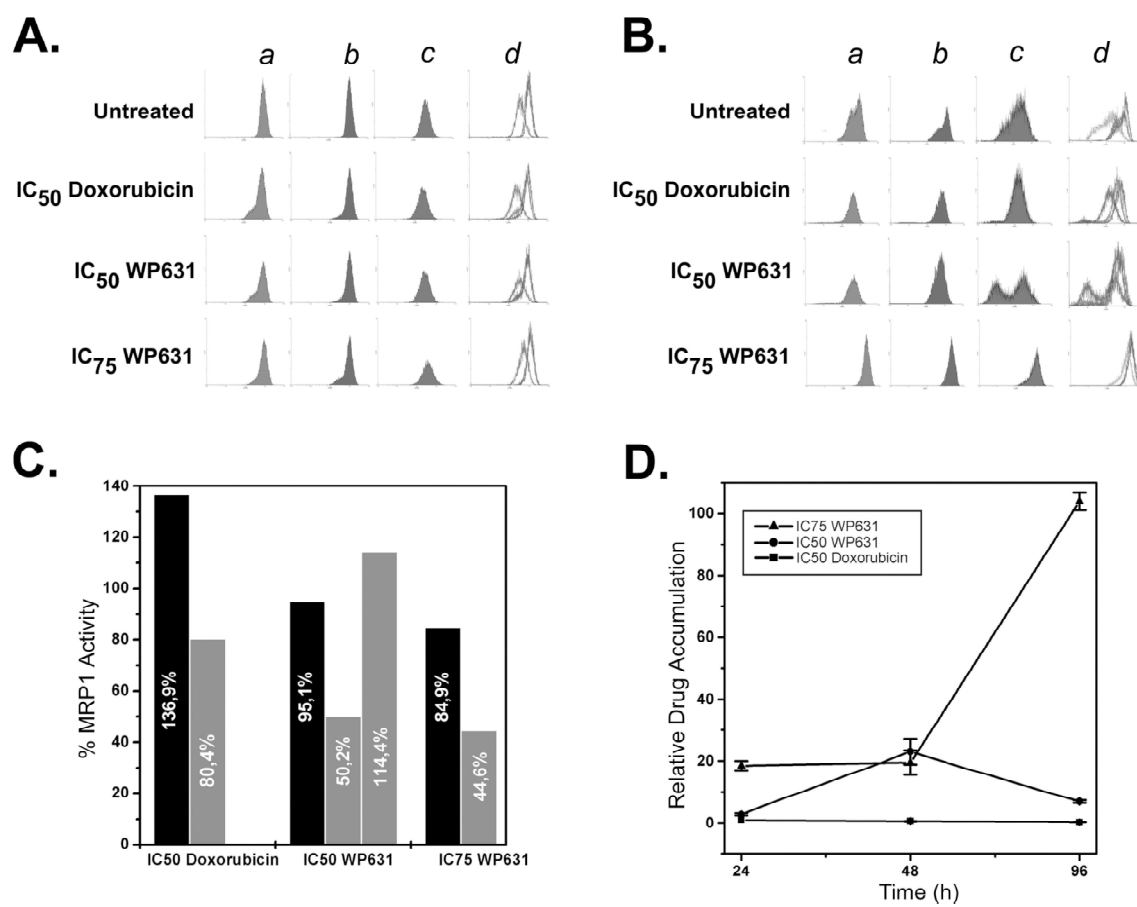 A.
a b c d
Untreated
IC50 Doxorubicin
IC50 WP631
IC75 WP631
B.
a b c d
Untreated
IC50 Doxorubicin
IC50 WP631
IC75 WP631
C.
% MRP1 Activity
140
120
100
80
60
40
20
0
136,9%
80,4%
95,1%
50,2%
114,4%
84,9%
44,6%
IC50 Doxorubicin IC50 WP631 IC75 WP631
D.
Relative Drug Accumulation
100
80
60
40
20
0
IC75 WP631
IC50 WP631
IC50 Doxorubicin
24 48 96
Time (h)